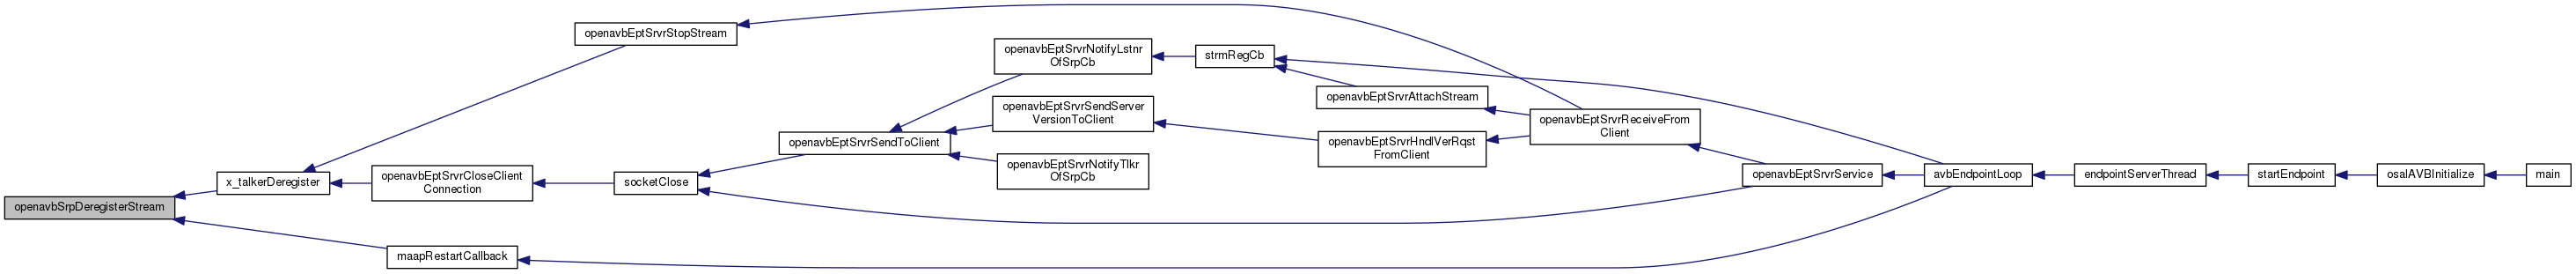 openavbSrpDeregisterStream
x_talkerDeregister
maapRestartCallback
openavbEptSrvrStopStream
openavbEptSrvrCloseClient
Connection
socketClose
openavbEptSrvrSendToClient
openavbEptSrvrNotifyLstnr
OfSrpCb
openavbEptSrvrSendServer
VersionToClient
openavbEptSrvrNotifyTlkr
OfSrpCb
strmRegCb
openavbEptSrvrAttachStream
openavbEptSrvrHndlVerRqst
FromClient
openavbEptSrvrReceiveFrom
Client
openavbEptSrvrService
avbEndpointLoop
endpointServerThread
startEndpoint
osalAVBInitialize
main